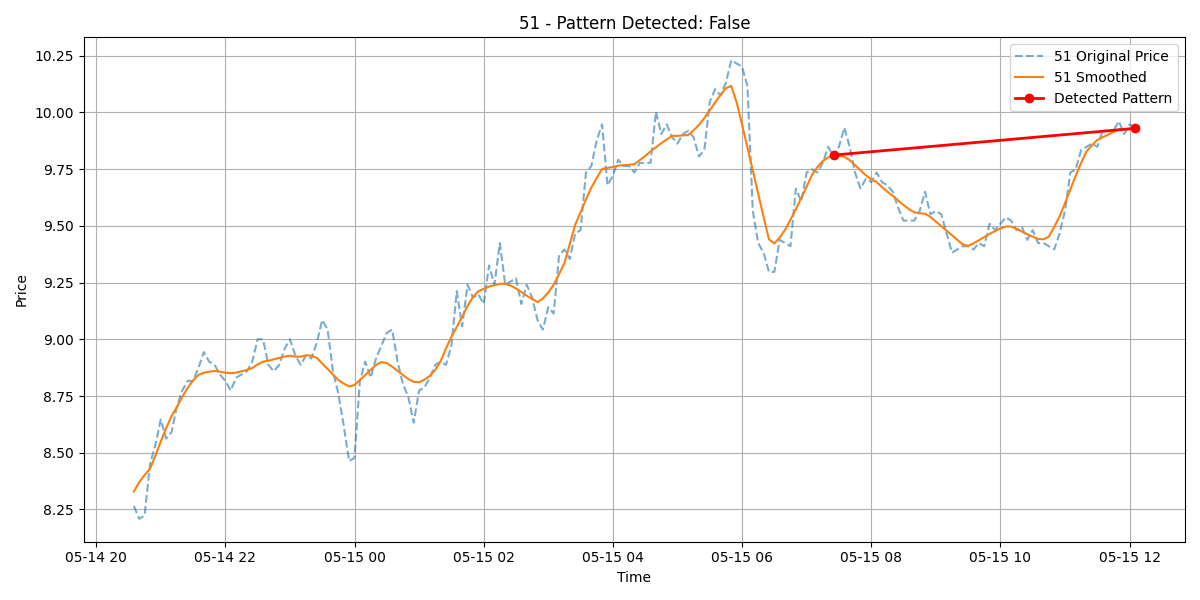 51 - Pattern Detected: False
51 Original Price
51 Smoothed
Detected Pattern
Price
10.25
10.00
9.75
9.50
9.25
9.00
8.75
8.50
8.25
05-14 20 05-14 22 05-15 00 05-15 02 05-15 04 05-15 06 05-15 08 05-15 10 05-15 12
Time